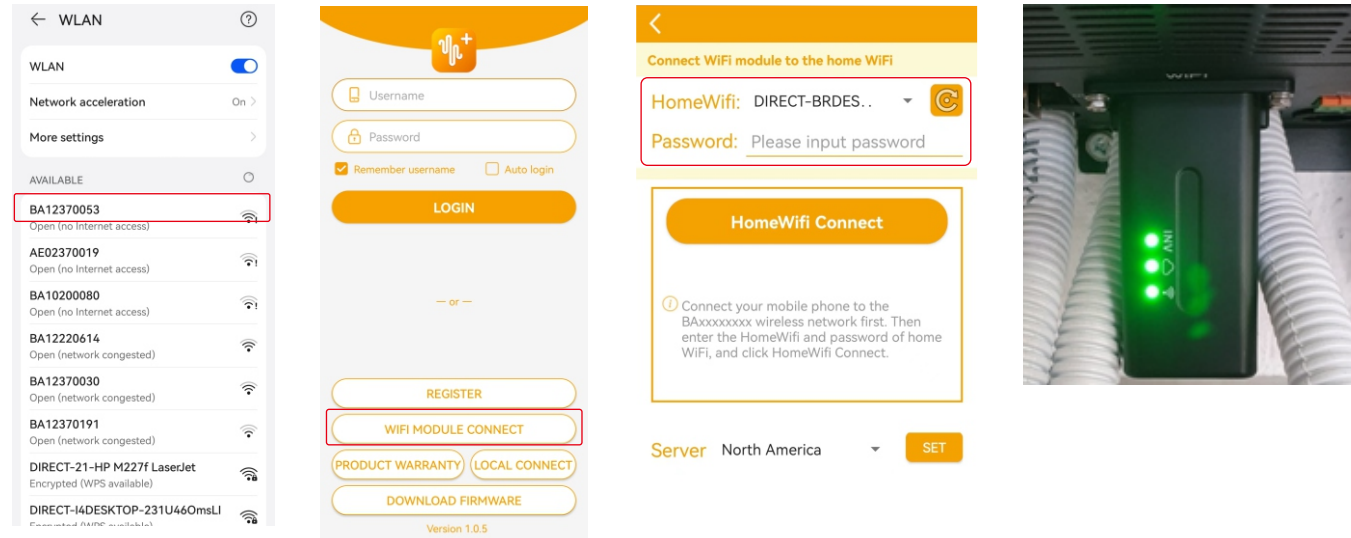 WLAN
WLAN
Network acceleration On
More settings
AVAILABLE
BA12370053
Open (no Internet access)
AE02370019
Open (no Internet access)
BA10200080
Open (no Internet access)
BA12220614
Open (network congested)
BA12370030
Open (network congested)
BA12370191
Open (network congested)
DIRECT-21-HP M227f LaserJet
Encrypted (WPS available)
DIRECT-I4DESKTOP-231U46OmsLI
Encrypted (WPS available)
Username
Password
Remember username Auto login
LOGIN
— or —
REGISTER
WIFI MODULE CONNECT
PRODUCT WARRANTY LOCAL CONNECT
DOWNLOAD FIRMWARE
Version 1.0.5
Connect WiFi module to the home WiFi
HomeWifi: DIRECT-BRDES..
Password: Please input password
HomeWifi Connect
Connect your mobile phone to the
BAxxxxxxxx wireless network first. Then
enter the HomeWifi and password of home
WiFi, and click HomeWifi Connect.
Server North America SET
WIFI
INV